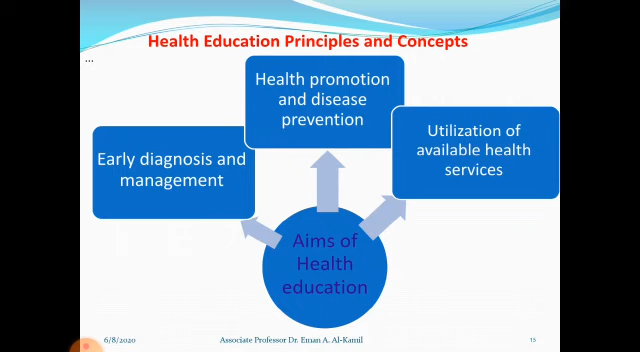 Health Education Principles and Concepts
...
Health promotion
and disease
prevention
Early diagnosis and
management
Utilization of
available health
services
Aims of
Health
education
6/8/2020
Associate Professor Dr. Eman A. Al-Kamil
15